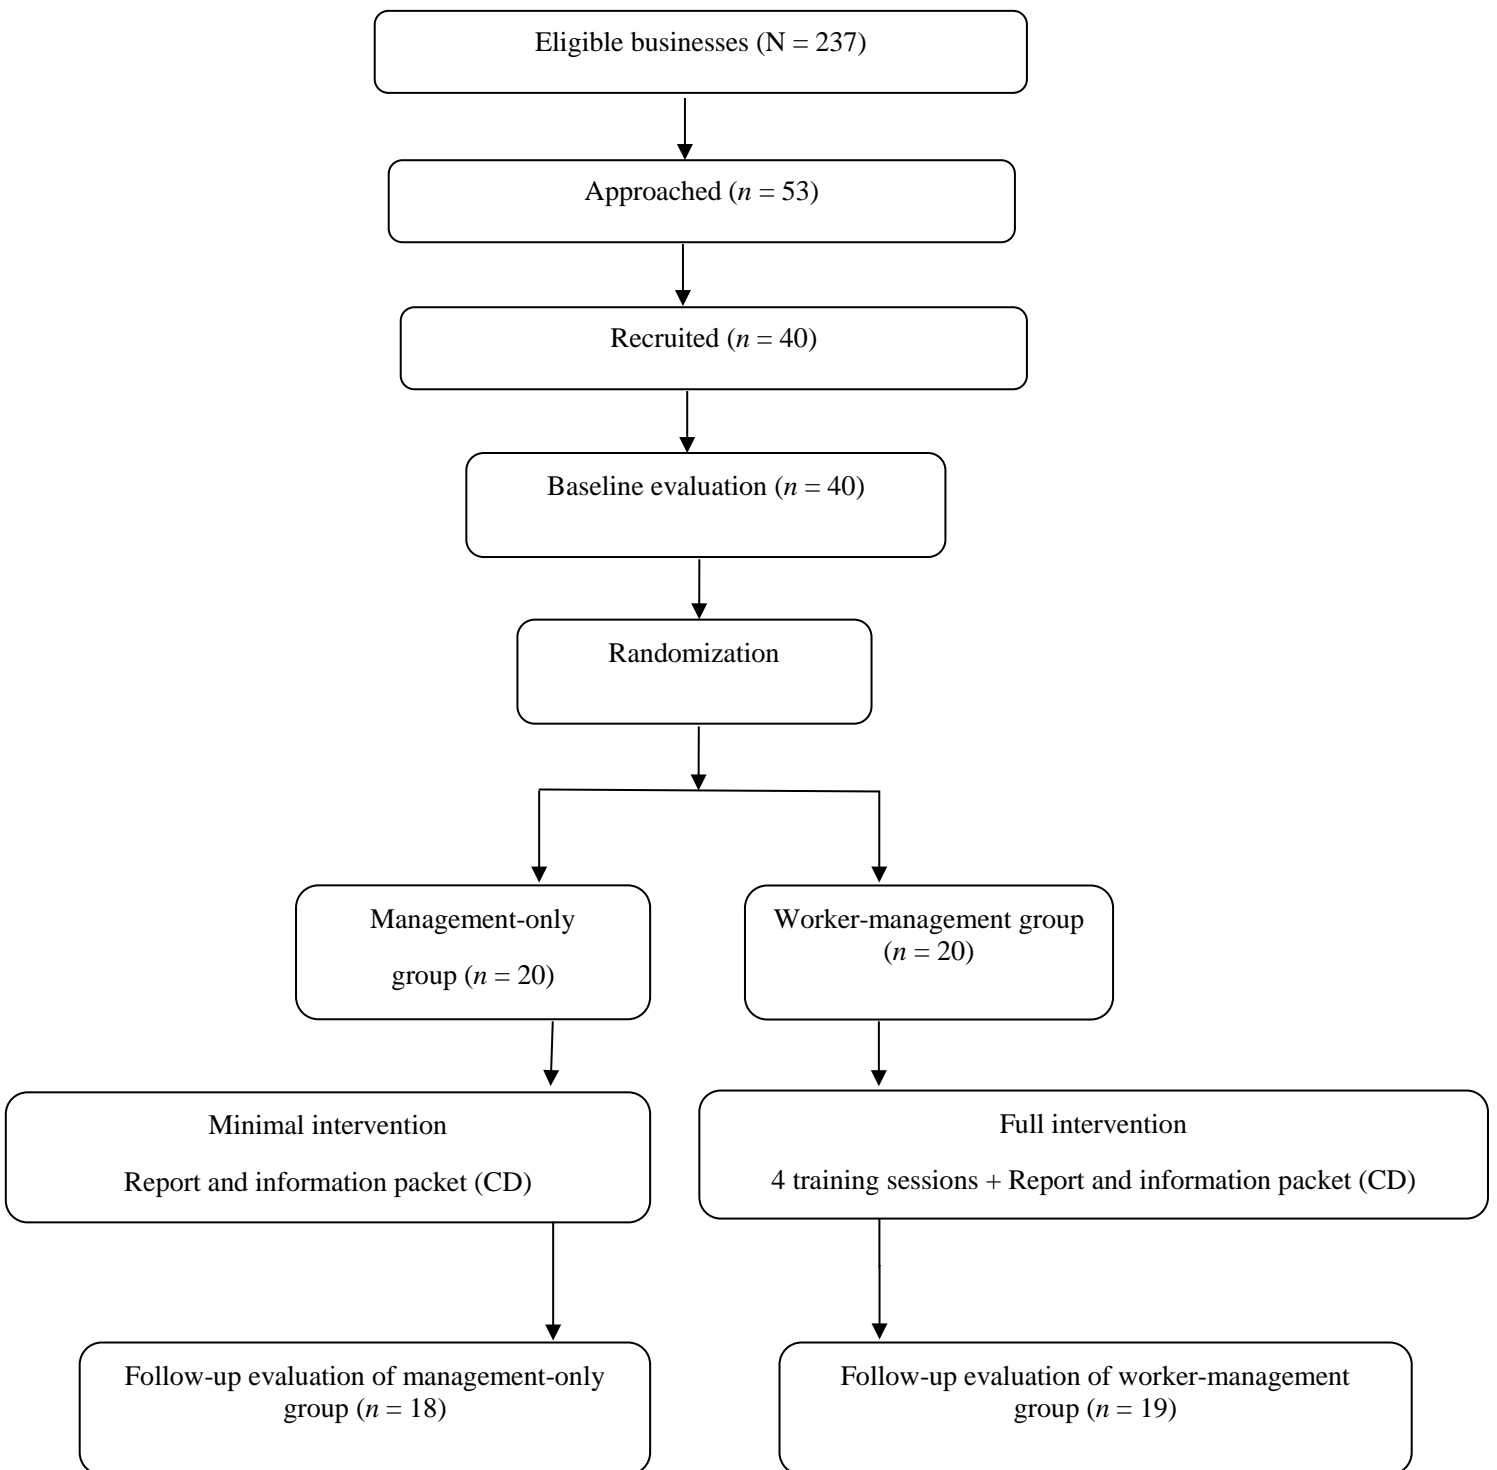 Eligible businesses (N = 237)
Approached (n = 53)
Recruited (n = 40)
Baseline evaluation (n = 40)
Randomization
Management-only
group (n = 20)
Worker-management group
(n = 20)
Minimal intervention
Report and information packet (CD)
Full intervention
4 training sessions + Report and information packet (CD)
Follow-up evaluation of management-only
group (n = 18)
Follow-up evaluation of worker-management
group (n = 19)